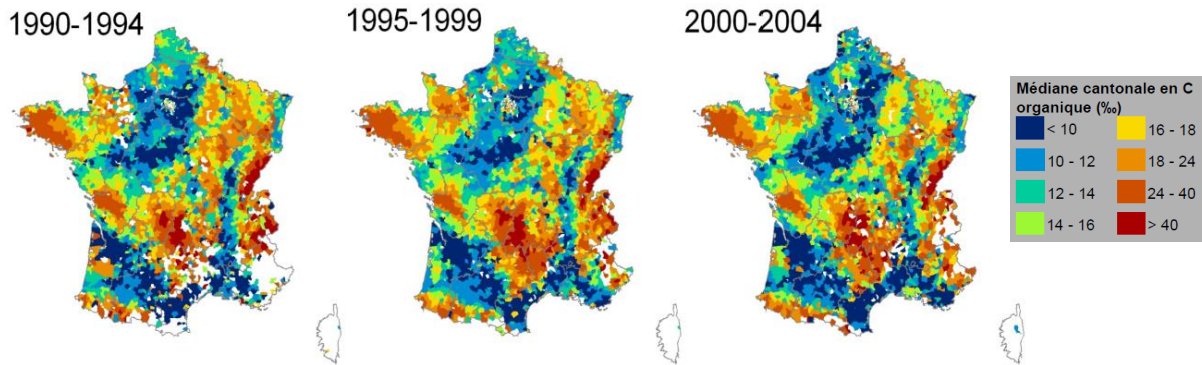 1990-1994
1995-1999
2000-2004
Médiane cantonale en C
organique (‰)
< 10
16 - 18
10 - 12
18 - 24
12 - 14
24 - 40
14 - 16
> 40